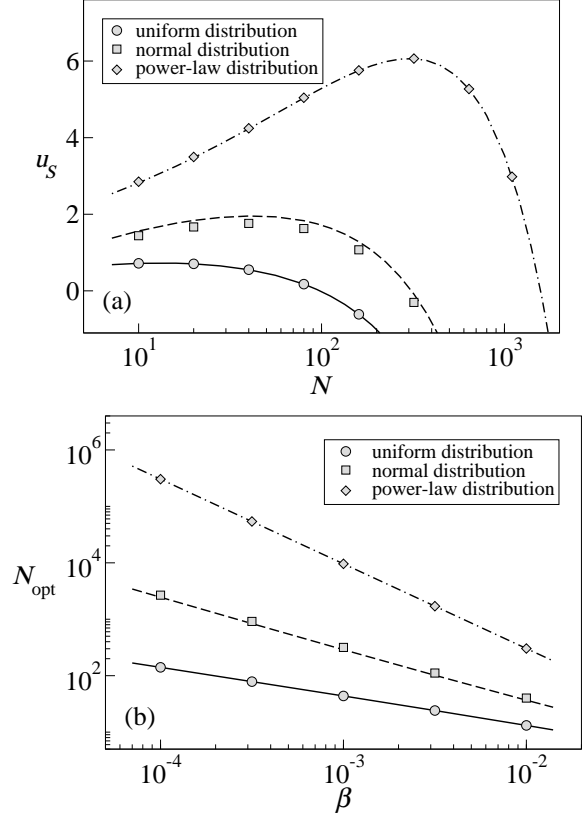 uniform distribution
normal distribution
power-law distribution
6
4
2
0
u_S
(a)
10^1
10^2
10^3
N
uniform distribution
normal distribution
power-law distribution
10^6
10^4
10^2
N_opt
(b)
10^-4
10^-3
10^-2
β